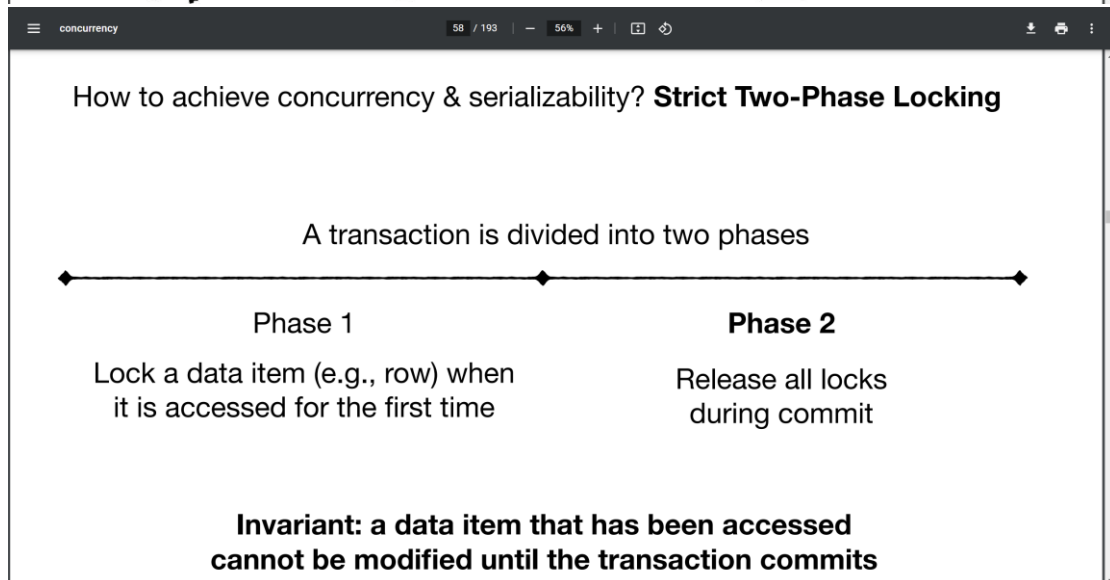 concurrency
58 / 193 | − 56% + |
How to achieve concurrency & serializability? Strict Two-Phase Locking
A transaction is divided into two phases
Phase 1
Phase 2
Lock a data item (e.g., row) when
it is accessed for the first time
Release all locks
during commit
Invariant: a data item that has been accessed
cannot be modified until the transaction commits